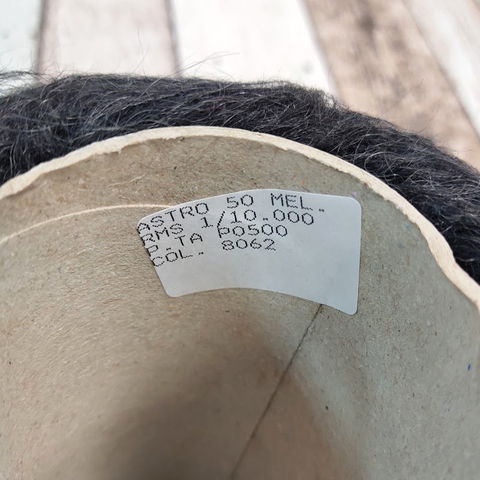 ASTRO 50 MEL.
RMS 1/10.000
P.TA P0500
COL. 8062